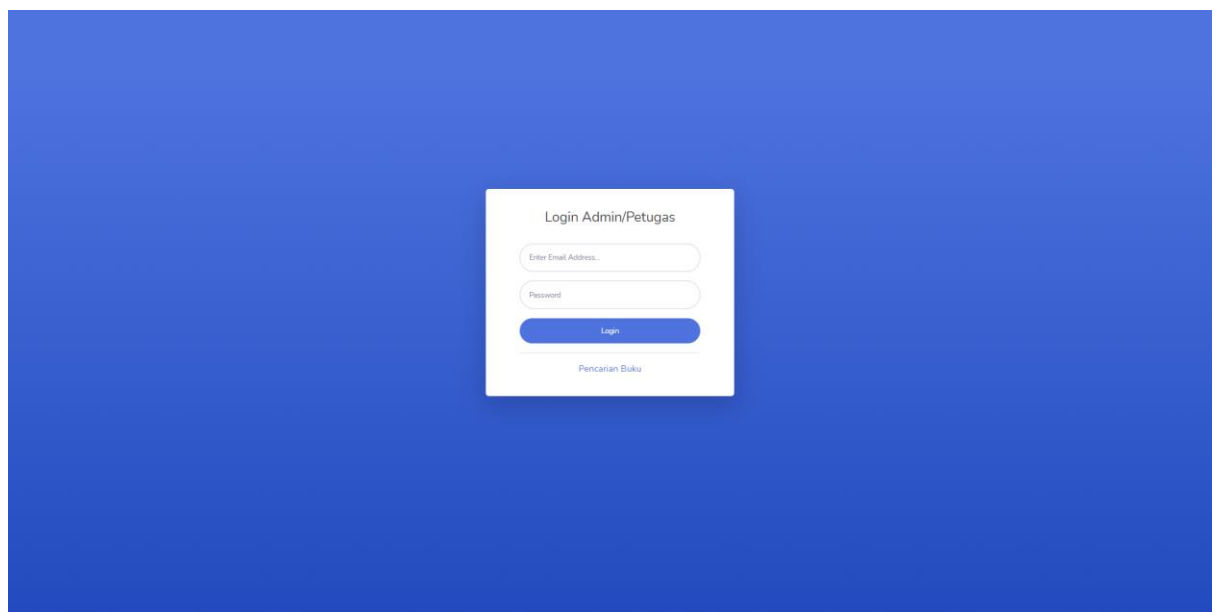 Login Admin/Petugas
Enter Email Address...
Password
Login
Pencarian Buku